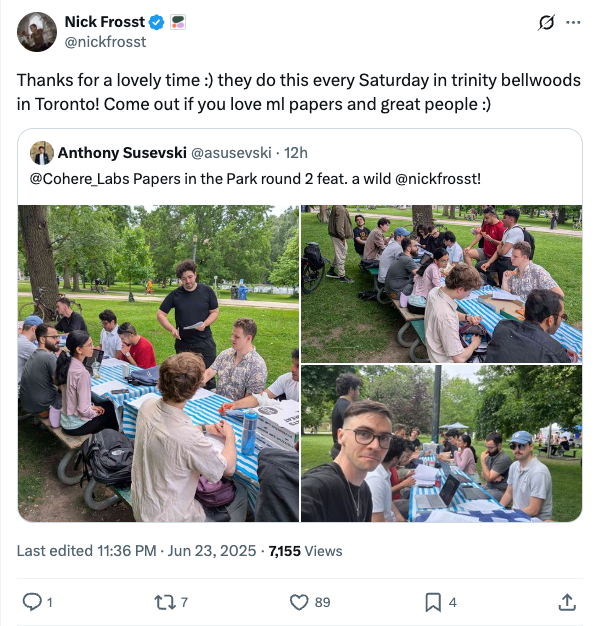 Nick Frosst
@nickfrosst
Thanks for a lovely time :) they do this every Saturday in trinity bellwoods
in Toronto! Come out if you love ml papers and great people :)
Anthony Susevski @asusevski · 12h
@Cohere_Labs Papers in the Park round 2 feat. a wild @nickfrosst!
Last edited 11:36 PM · Jun 23, 2025 · 7,155 Views
1 7 89 4